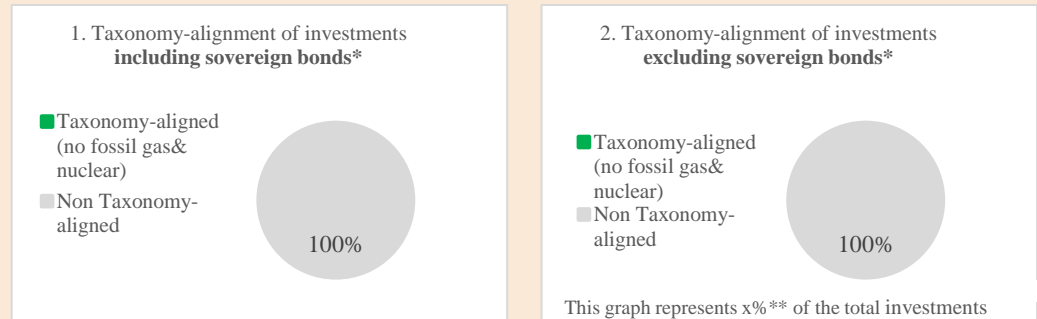 1. Taxonomy-alignment of investments
including sovereign bonds*
Taxonomy-aligned
(no fossil gas&
nuclear)
Non Taxonomy-
aligned
100%
2. Taxonomy-alignment of investments
excluding sovereign bonds*
Taxonomy-aligned
(no fossil gas&
nuclear)
Non Taxonomy-
aligned
100%
This graph represents x%** of the total investments